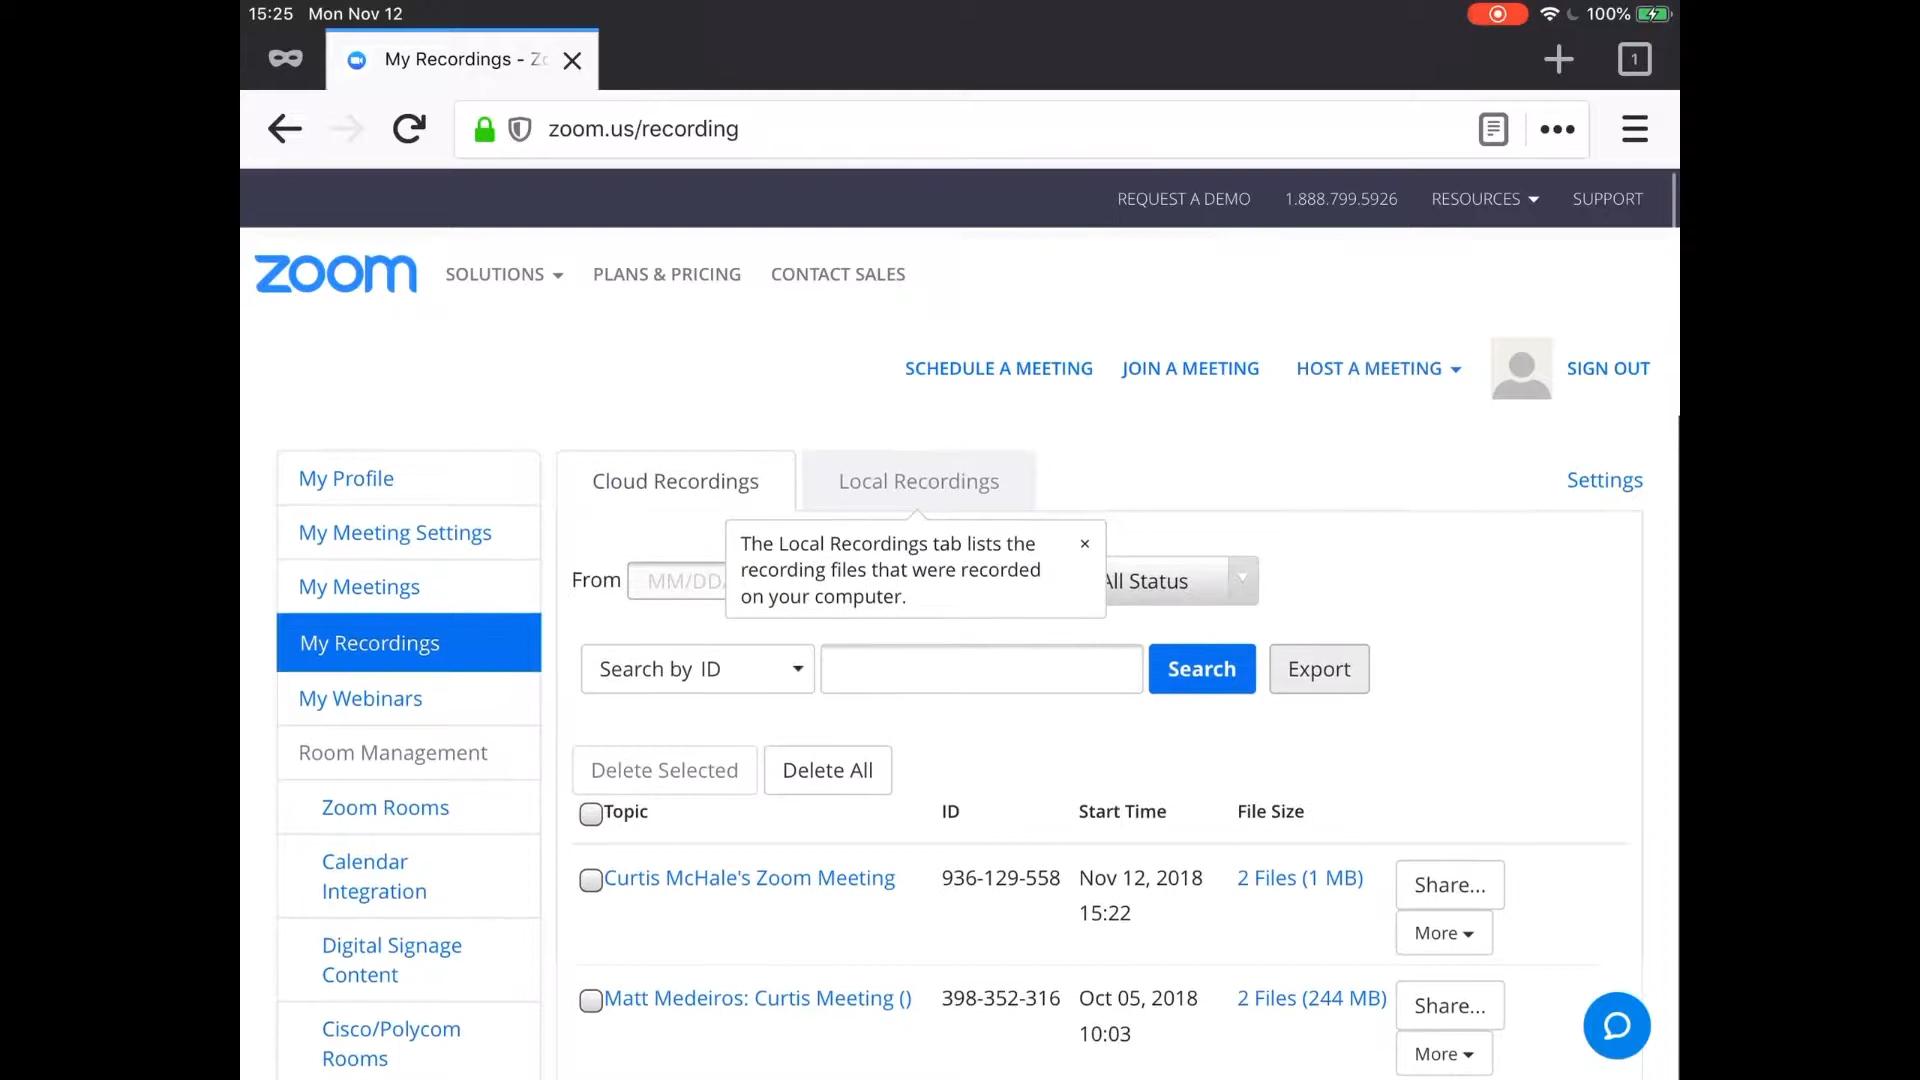 15:25 Mon Nov 12
100%
My Recordings - Zo
1
zoom.us/recording
REQUEST A DEMO 1.888.799.5926 RESOURCES SUPPORT
zoom SOLUTIONS PLANS & PRICING CONTACT SALES
SCHEDULE A MEETING JOIN A MEETING HOST A MEETING SIGN OUT
My Profile
My Meeting Settings
My Meetings
My Recordings
My Webinars
Room Management
Zoom Rooms
Calendar
Integration
Digital Signage
Content
Cisco/Polycom
Rooms
Cloud Recordings Local Recordings Settings
The Local Recordings tab lists the
recording files that were recorded
on your computer.
×
From MM/DD/ All Status
Search by ID Search Export
Delete Selected Delete All
Topic ID Start Time File Size
Curtis McHale's Zoom Meeting 936-129-558 Nov 12, 2018 2 Files (1 MB) Share...
15:22 More
Matt Medeiros: Curtis Meeting () 398-352-316 Oct 05, 2018 2 Files (244 MB) Share...
10:03 More